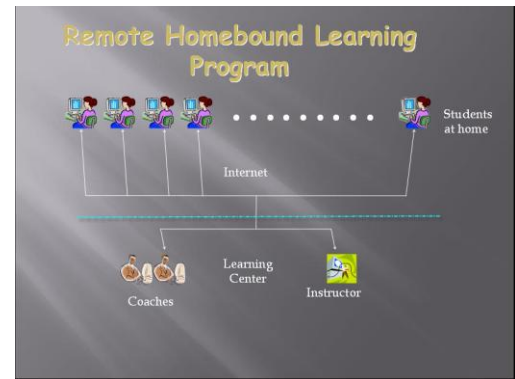 Remote Homebound Learning
Program
Students
at home
Internet
Learning
Center
Coaches
Instructor